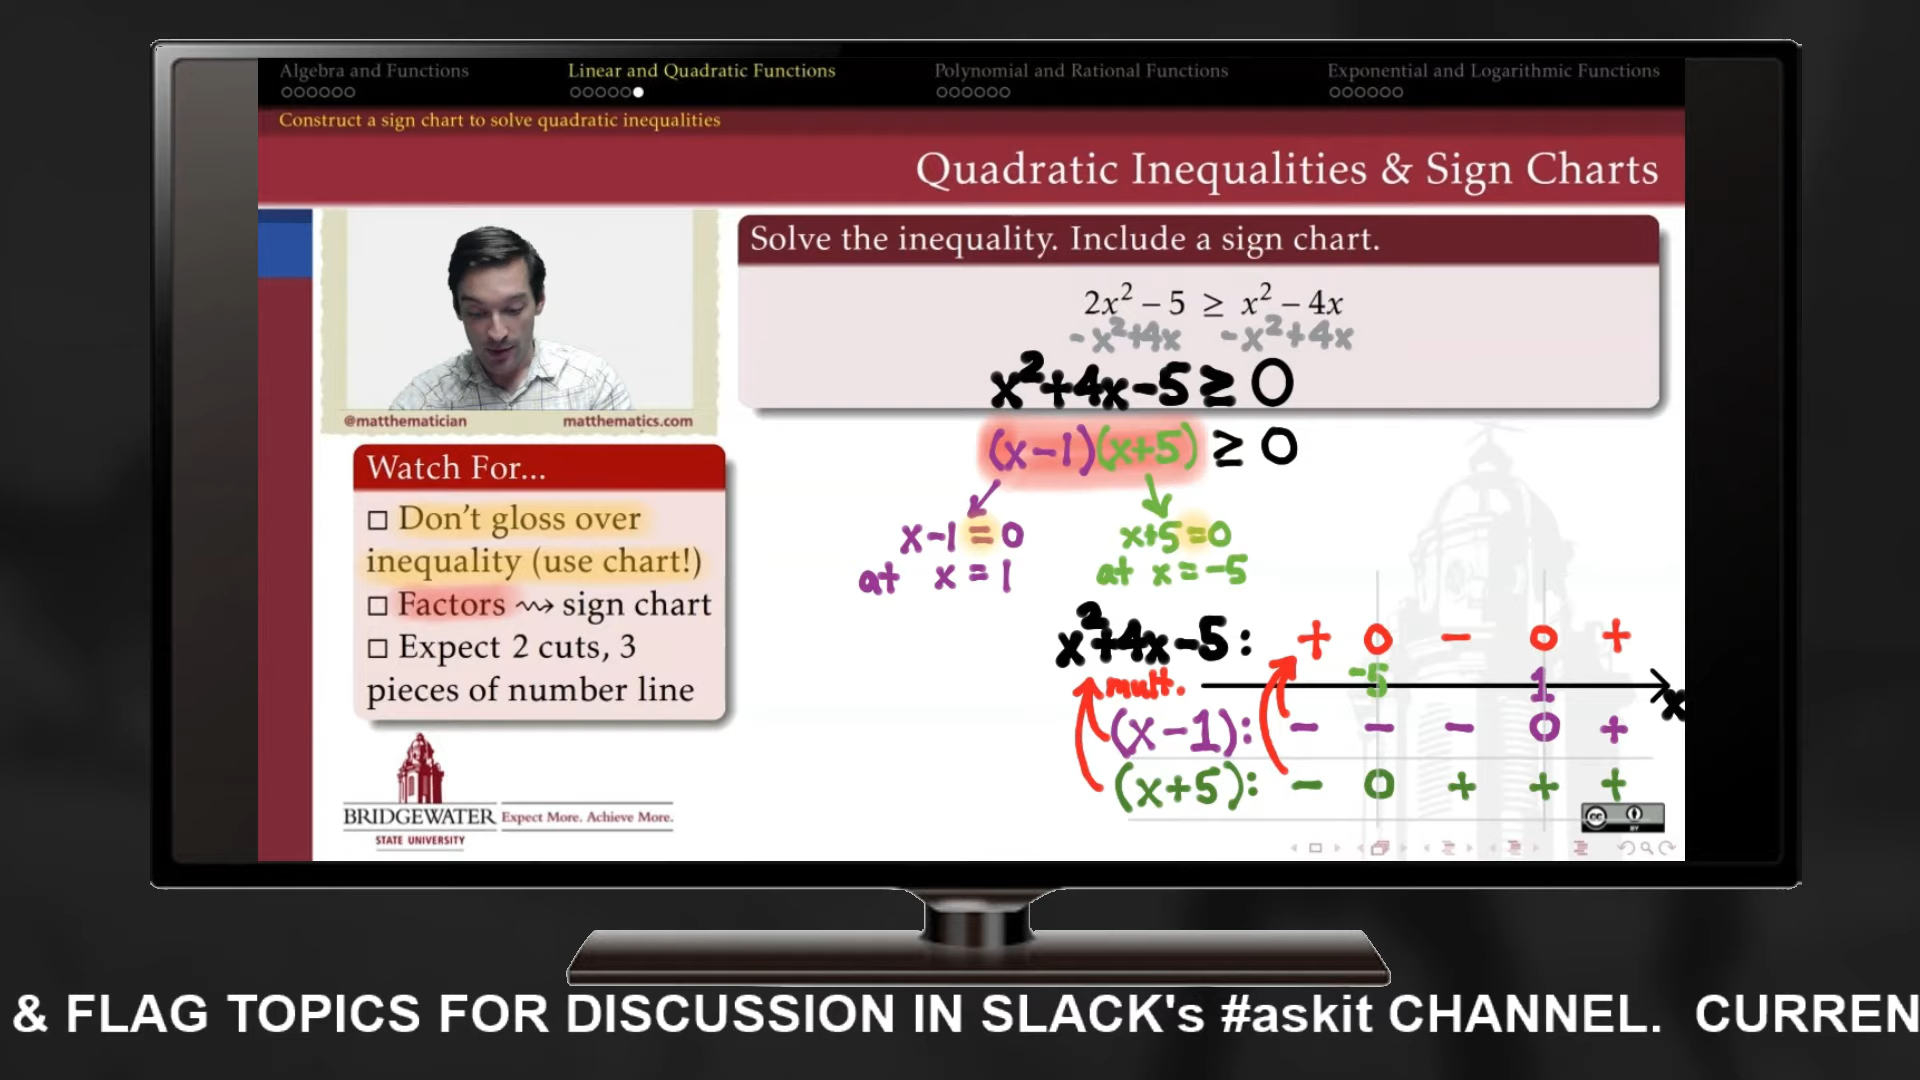 Algebra and Functions
Linear and Quadratic Functions
Polynomial and Rational Functions
Exponential and Logarithmic Functions
Construct a sign chart to solve quadratic inequalities
Quadratic Inequalities & Sign Charts
@matthematician matthematics.com
Watch For...
□ Don't gloss over
inequality (use chart!)
□ Factors ⇝ sign chart
□ Expect 2 cuts, 3
pieces of number line
BRIDGEWATER
STATE UNIVERSITY
Expect More. Achieve More.
Solve the inequality. Include a sign chart.
2x² – 5 ≥ x² – 4x
-x²+4x -x²+4x
x²+4x-5 ≥ 0
(x-1)(x+5) ≥ 0
x-1 = 0 x+5 = 0
at x = 1 at x = -5
x²+4x-5: + 0 - 0 +
mult. -5 1 x
(x-1): - - - 0 +
(x+5): - 0 + + +
cc BY
& FLAG TOPICS FOR DISCUSSION IN SLACK's #askit CHANNEL. CURREN